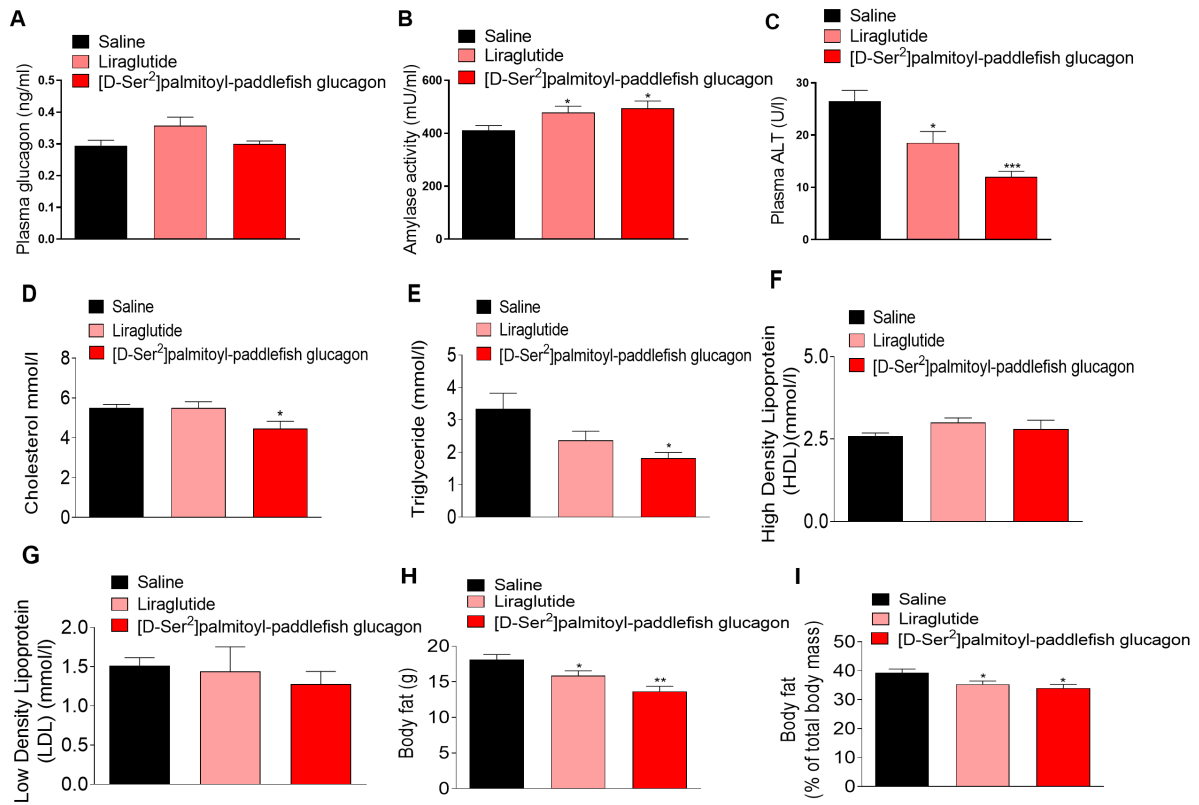 A
Saline
Liraglutide
[D-Ser2]palmitoyl-paddlefish glucagon
Plasma glucagon (ng/ml)
0.5
0.4
0.3
0.2
0.1
0.0
B
Saline
Liraglutide
[D-Ser2]palmitoyl-paddlefish glucagon
Amylase activity (mU/ml)
600
400
200
0
*
*
C
Saline
Liraglutide
[D-Ser2]palmitoyl-paddlefish glucagon
Plasma ALT (U/l)
30
20
10
0
*
***
D
Saline
Liraglutide
[D-Ser2]palmitoyl-paddlefish glucagon
Cholesterol mmol/l
8
6
4
2
0
*
E
Saline
Liraglutide
[D-Ser2]palmitoyl-paddlefish glucagon
Triglyceride (mmol/l)
5
4
3
2
1
0
*
F
Saline
Liraglutide
[D-Ser2]palmitoyl-paddlefish glucagon
High Density Lipoprotein
(HDL)(mmol/l)
5.0
2.5
0.0
G
Saline
Liraglutide
[D-Ser2]palmitoyl-paddlefish glucagon
Low Density Lipoprotein
(LDL) (mmol/l)
2.0
1.5
1.0
0.5
0.0
H
Saline
Liraglutide
[D-Ser2]palmitoyl-paddlefish glucagon
Body fat (g)
20
15
10
5
0
*
**
I
Saline
Liraglutide
[D-Ser2]palmitoyl-paddlefish glucagon
Body fat
(% of total body mass)
50
40
30
20
10
0
*
*